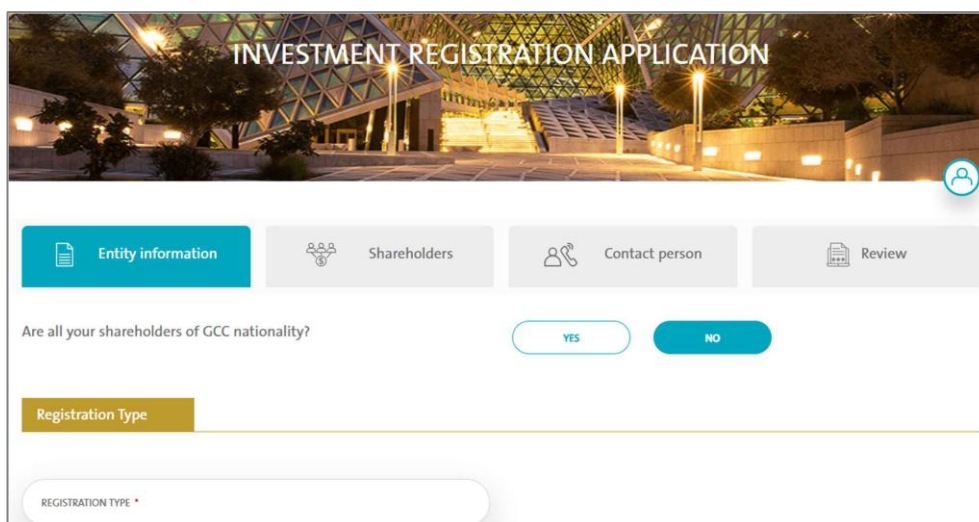 INVESTMENT REGISTRATION APPLICATION
Entity information
Shareholders
Contact person
Review
Are all your shareholders of GCC nationality?
YES
NO
Registration Type
REGISTRATION TYPE *